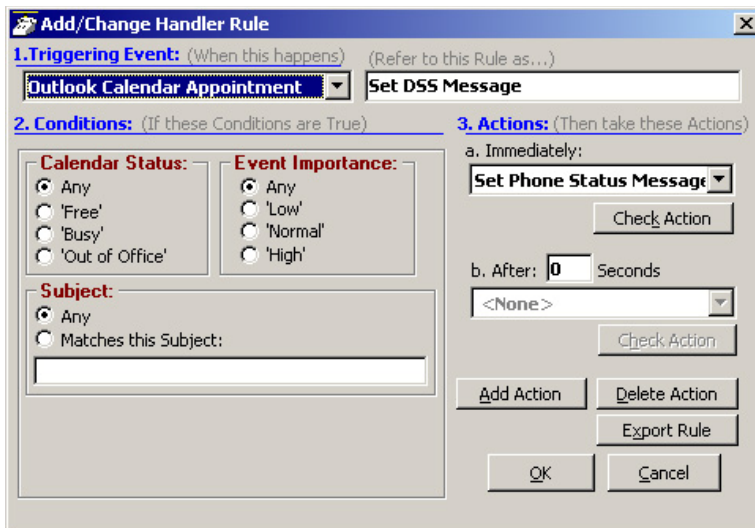 Add/Change Handler Rule
1.Triggering Event: (When this happens)
(Refer to this Rule as...)
Outlook Calendar Appointment
Set DSS Message
2. Conditions: (If these Conditions are True)
3. Actions: (Then take these Actions)
Calendar Status:
Any
'Free'
'Busy'
'Out of Office'
Event Importance:
Any
'Low'
'Normal'
'High'
Subject:
Any
Matches this Subject:
a. Immediately:
Set Phone Status Message
Check Action
b. After: 0 Seconds
<None>
Check Action
Add Action
Delete Action
Export Rule
OK
Cancel